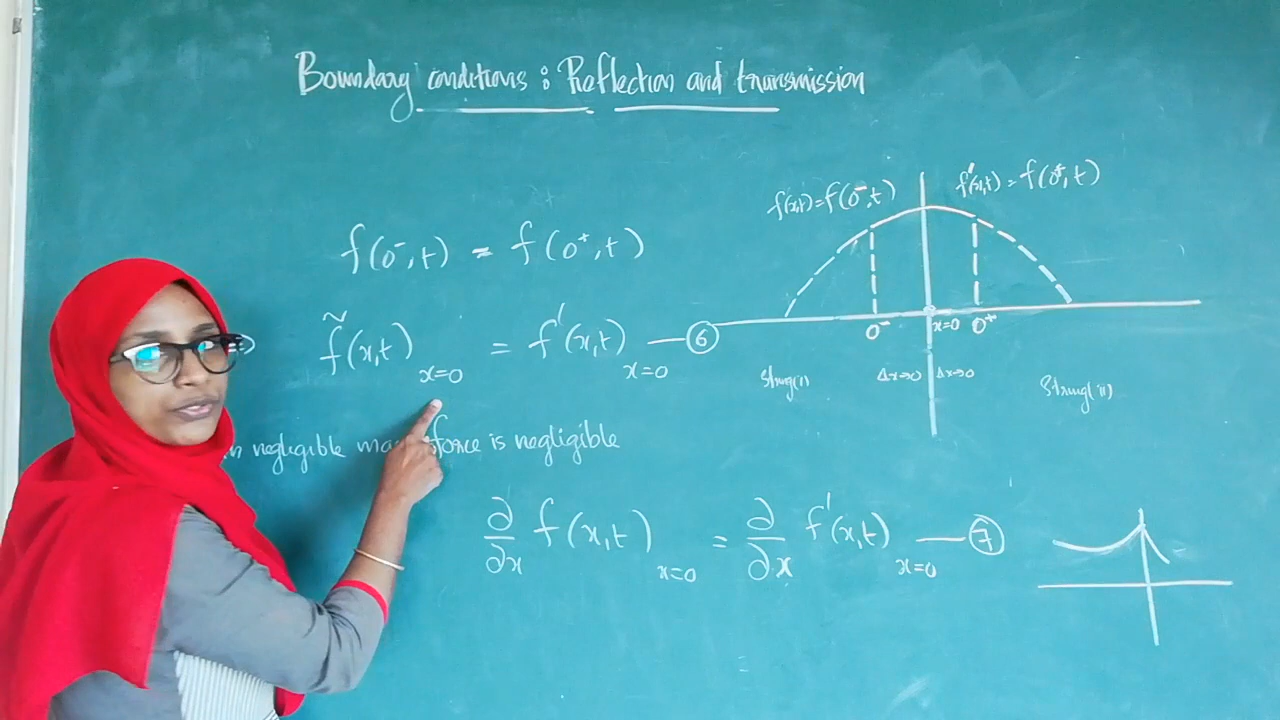 Boundary conditions : Reflection and transmission
f(x,t) = f(0⁻,t)
f'(x,t) = f(0⁺,t)
f(0⁻,t) = f(0⁺,t)
⇒ f̃(x,t) x=0 = f'(x,t) x=0 — ⑥
0⁻ x=0 0⁺
Δx→0 Δx→0
String(i) String(ii)
negligible force is negligible
∂/∂x f(x,t) x=0 = ∂/∂x f'(x,t) x=0 — ⑦